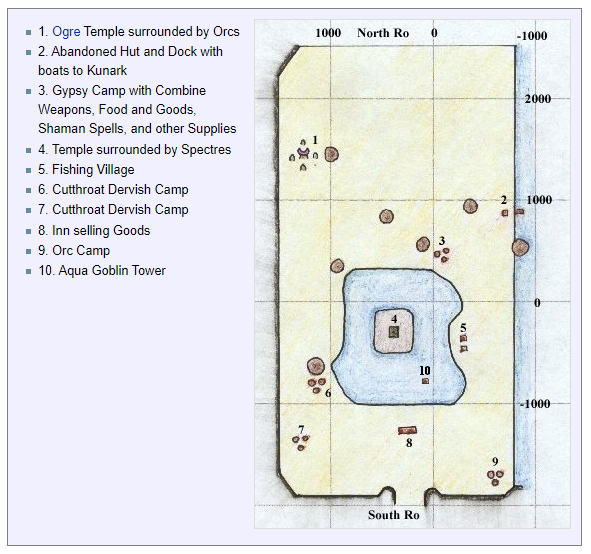 1. Ogre Temple surrounded by Orcs
2. Abandoned Hut and Dock with
boats to Kunark
3. Gypsy Camp with Combine
Weapons, Food and Goods,
Shaman Spells, and other Supplies
4. Temple surrounded by Spectres
5. Fishing Village
6. Cutthroat Dervish Camp
7. Cutthroat Dervish Camp
8. Inn selling Goods
9. Orc Camp
10. Aqua Goblin Tower
1000 North Ro 0 -1000
2000
1
1000
2
3
0
4
5
10
6
-1000
7
8
9
South Ro